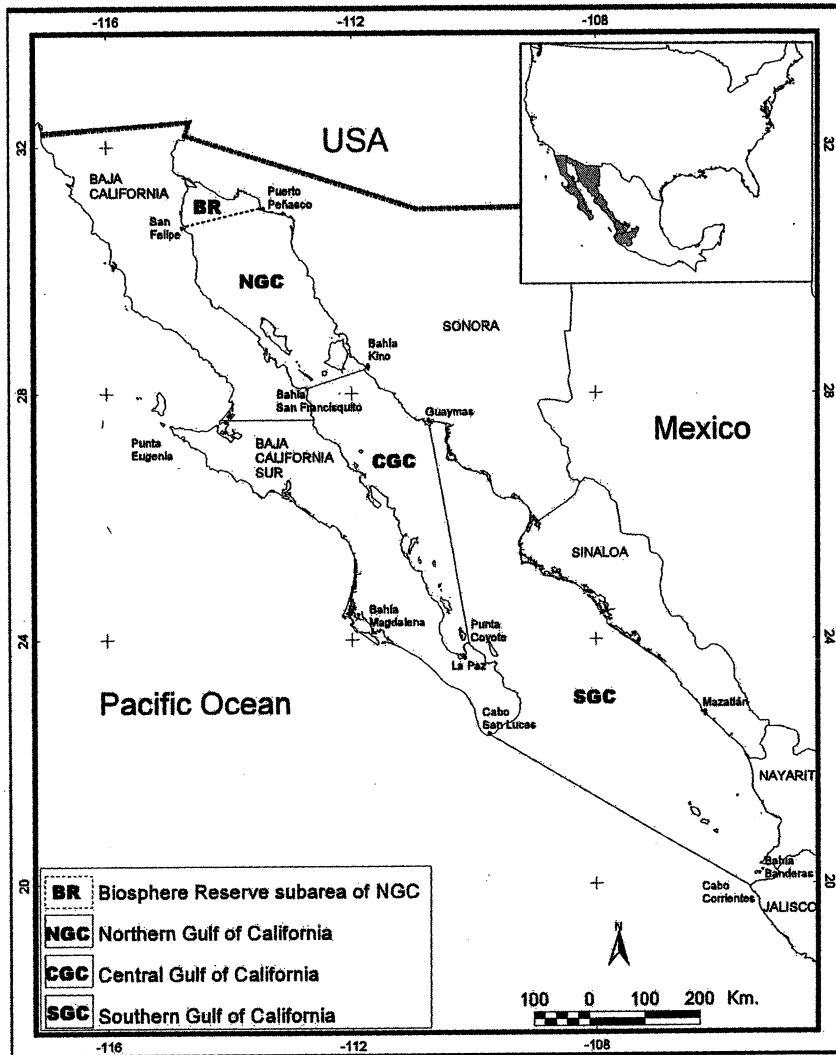 -116
-112
-108
32
32
USA
BAJA
CALIFORNIA
BR
Puerto
Peñasco
San
Felipe
NGC
SONORA
Bahía
Kino
28
28
Bahía
San Francisquito
Guaymas
Mexico
Punta
Eugenia
BAJA
CALIFORNIA
SUR
CGC
SINALOA
24
24
Bahía
Magdalena
Punta
Coyote
La Paz
Pacific Ocean
SGC
Mazatlán
Cabo
San Lucas
NAYARIT
20
20
Bahía
Banderas
Cabo
Corrientes
JALISCO
BR Biosphere Reserve subarea of NGC
NGC Northern Gulf of California
CGC Central Gulf of California
SGC Southern Gulf of California
N
100 0 100 200 Km.
-116
-112
-108